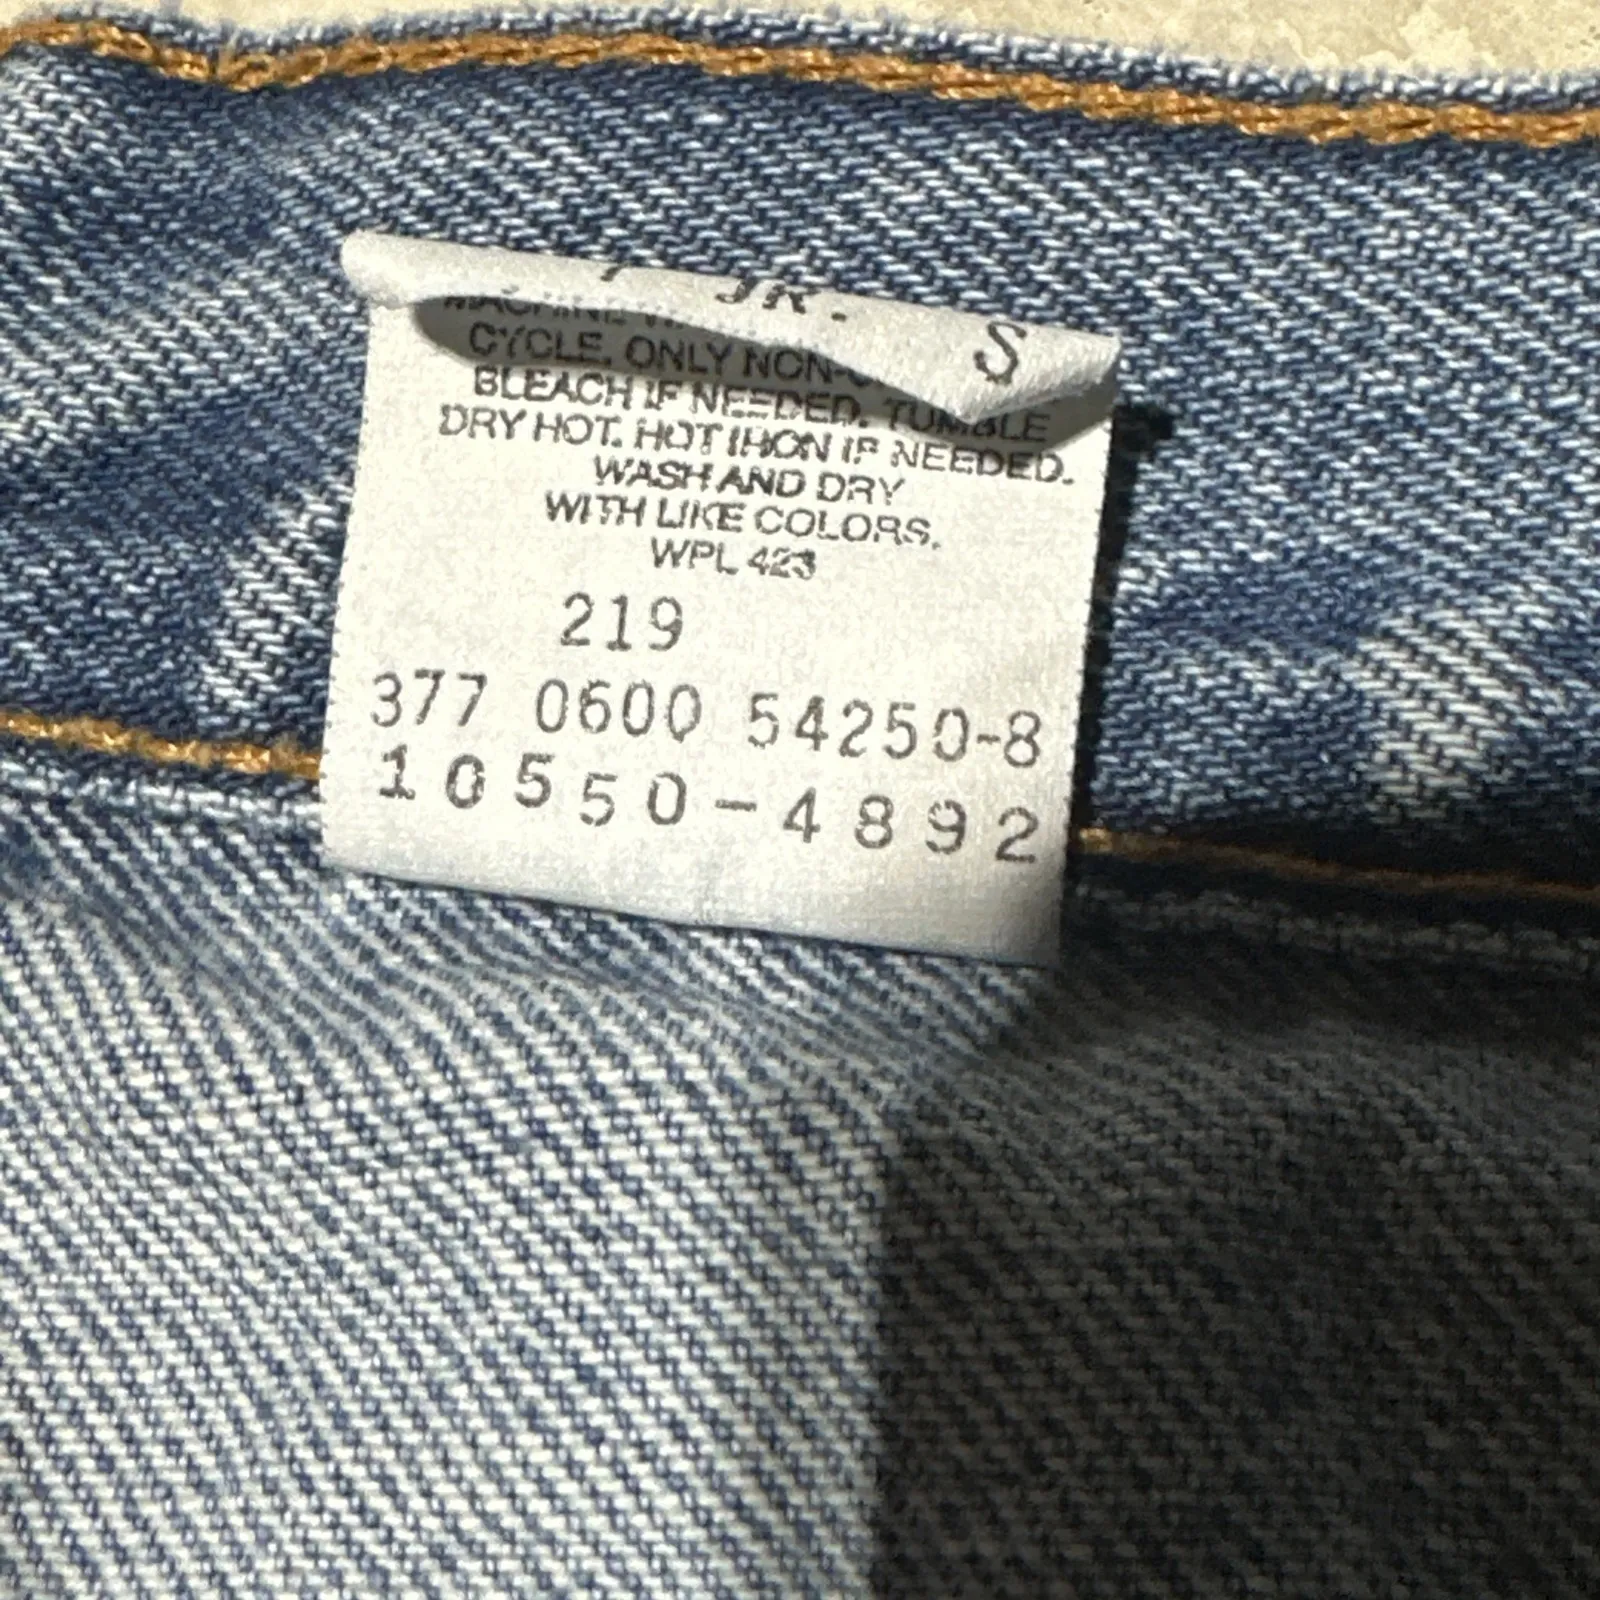 JR. S
MACHINE
CYCLE, ONLY NON-
BLEACH IF NEEDED. TUMBLE
DRY HOT. HOT IRON IF NEEDED.
WASH AND DRY
WITH LIKE COLORS.
WPL 423
219
377 0600 54250-8
10550-4892